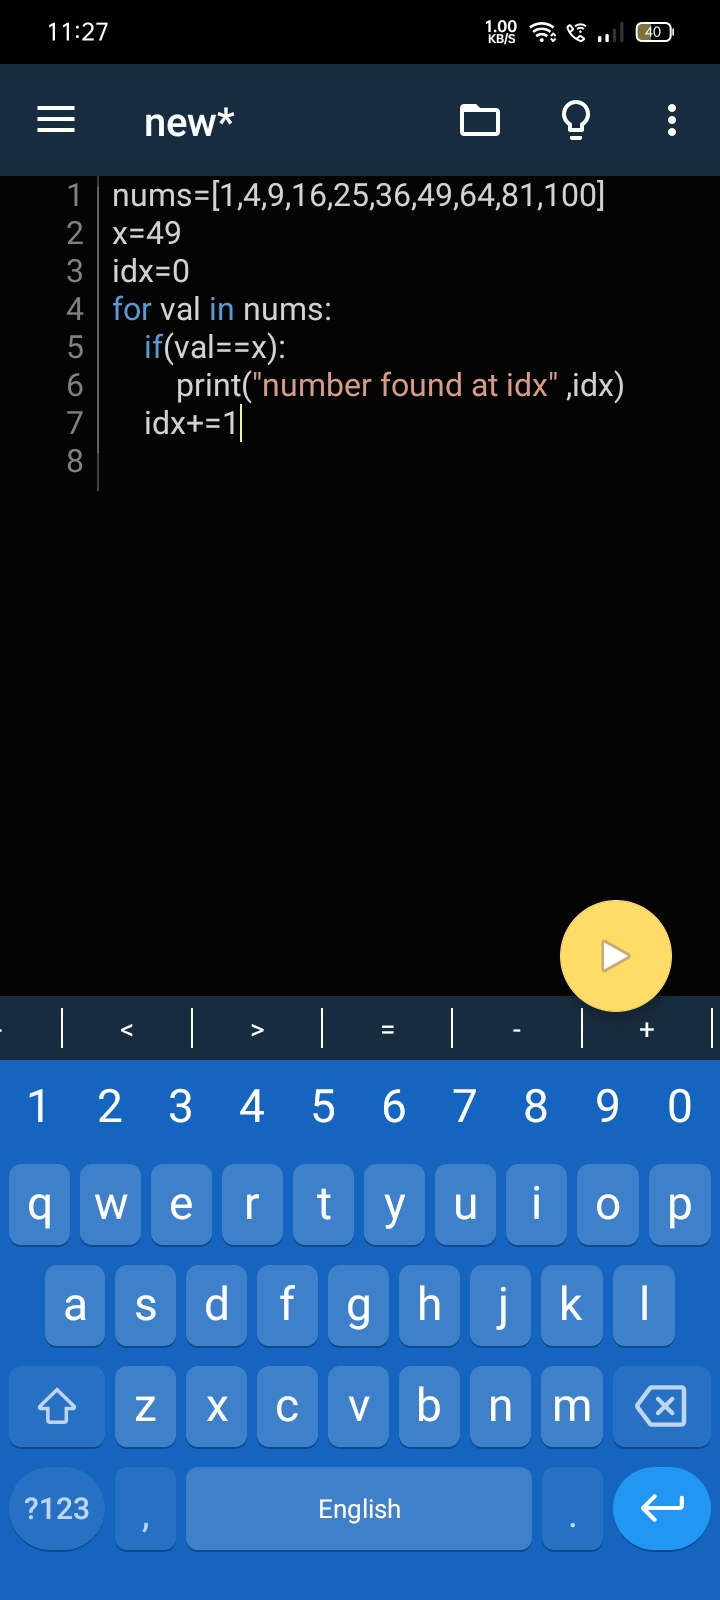 11:27
1.00
KB/S
40
new*
1 nums=[1,4,9,16,25,36,49,64,81,100]
2 x=49
3 idx=0
4 for val in nums:
5     if(val==x):
6         print("number found at idx" ,idx)
7     idx+=1
8
< > = - +
1 2 3 4 5 6 7 8 9 0
q w e r t y u i o p
a s d f g h j k l
z x c v b n m
?123 , English .